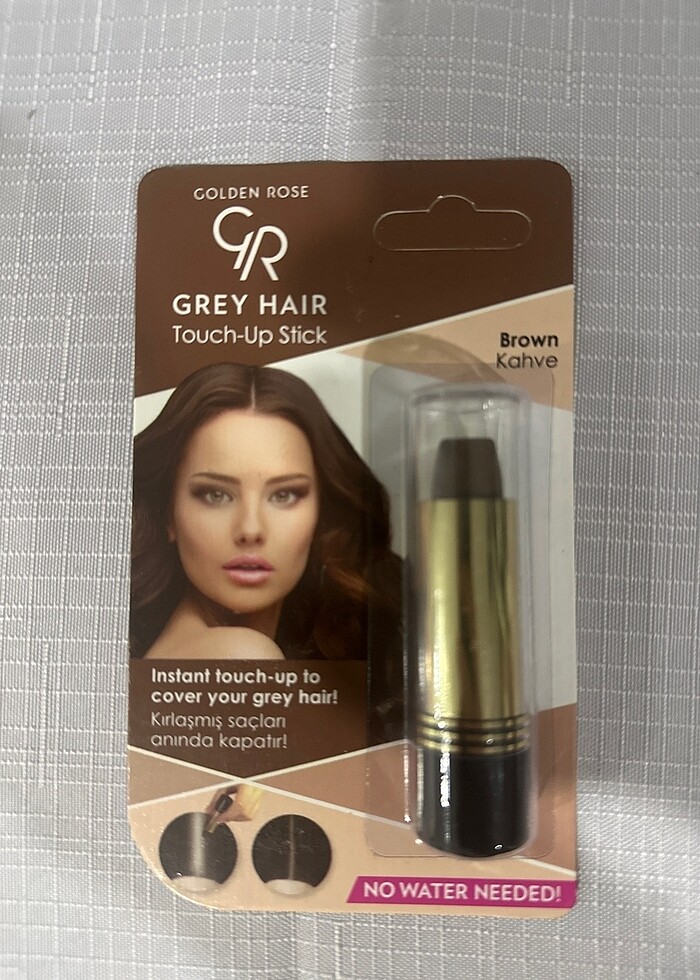 GOLDEN ROSE
GR
GREY HAIR
Touch-Up Stick
Brown
Kahve
Instant touch-up to
cover your grey hair!
Kırlaşmış saçları
anında kapatır!
NO WATER NEEDED!